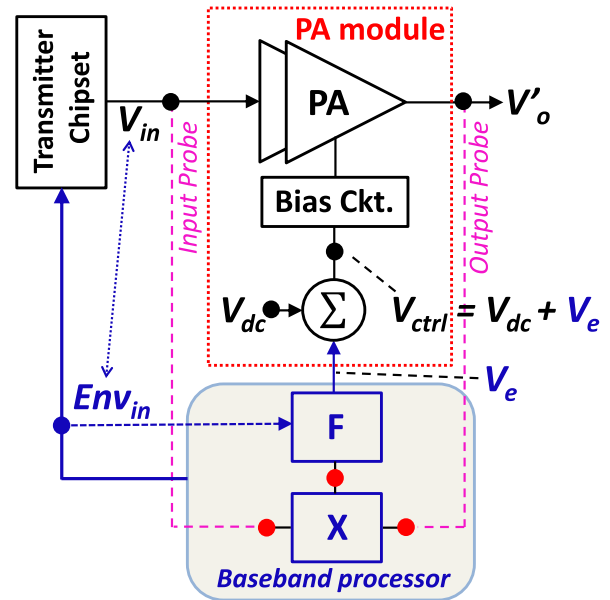 PA module
Transmitter
Chipset
V_in
PA
V'_o
Input Probe
Output Probe
Bias Ckt.
V_dc
Σ
V_ctrl = V_dc + V_e
V_e
Env_in
F
X
Baseband processor